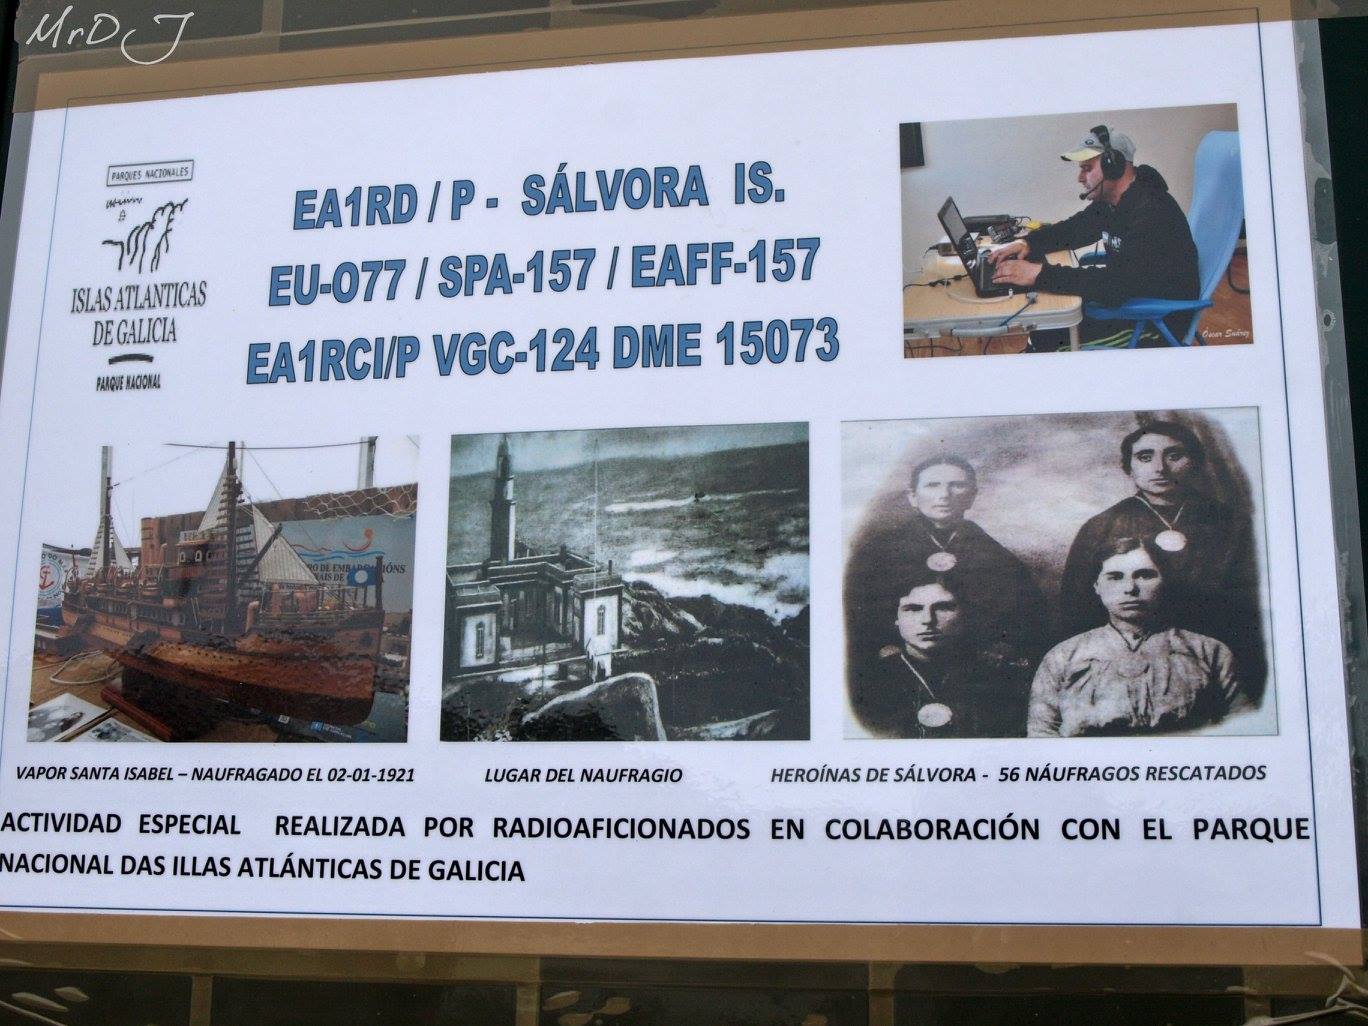 MrDJ
PARQUES NACIONALES
ISLAS ATLANTICAS
DE GALICIA
PARQUE NACIONAL
EA1RD / P - SÁLVORA IS.
EU-O77 / SPA-157 / EAFF-157
EA1RCI/P VGC-124 DME 15073
Óscar Suárez
VAPOR SANTA ISABEL – NAUFRAGADO EL 02-01-1921
LUGAR DEL NAUFRAGIO
HEROÍNAS DE SÁLVORA - 56 NÁUFRAGOS RESCATADOS
ACTIVIDAD ESPECIAL REALIZADA POR RADIOAFICIONADOS EN COLABORACIÓN CON EL PARQUE
NACIONAL DAS ILLAS ATLÁNTICAS DE GALICIA